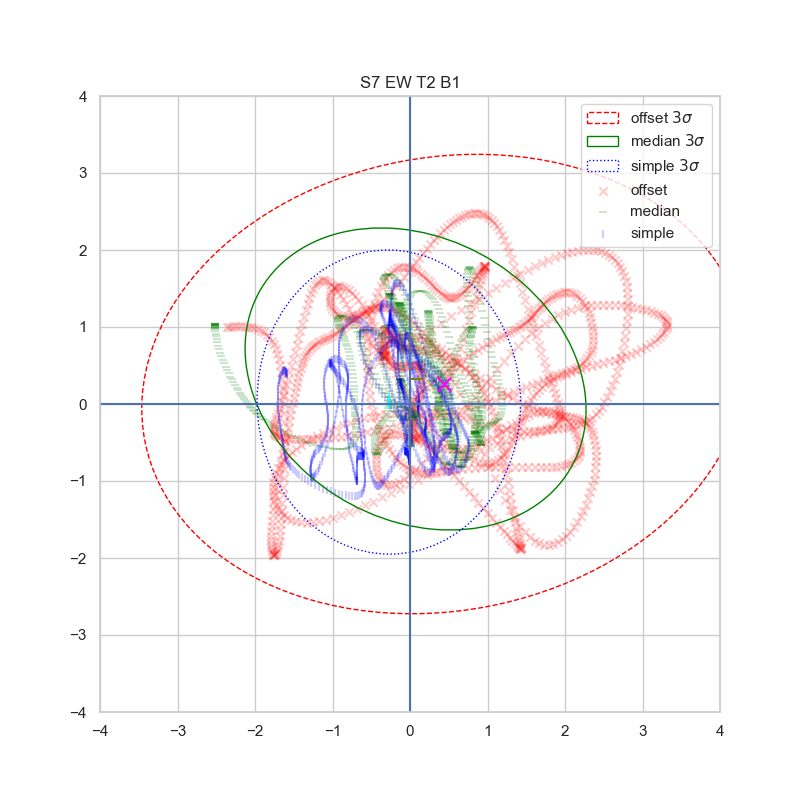 S7 EW T2 B1
offset 3σ
median 3σ
simple 3σ
offset
median
simple
4
3
2
1
0
−1
−2
−3
−4
−4 −3 −2 −1 0 1 2 3 4